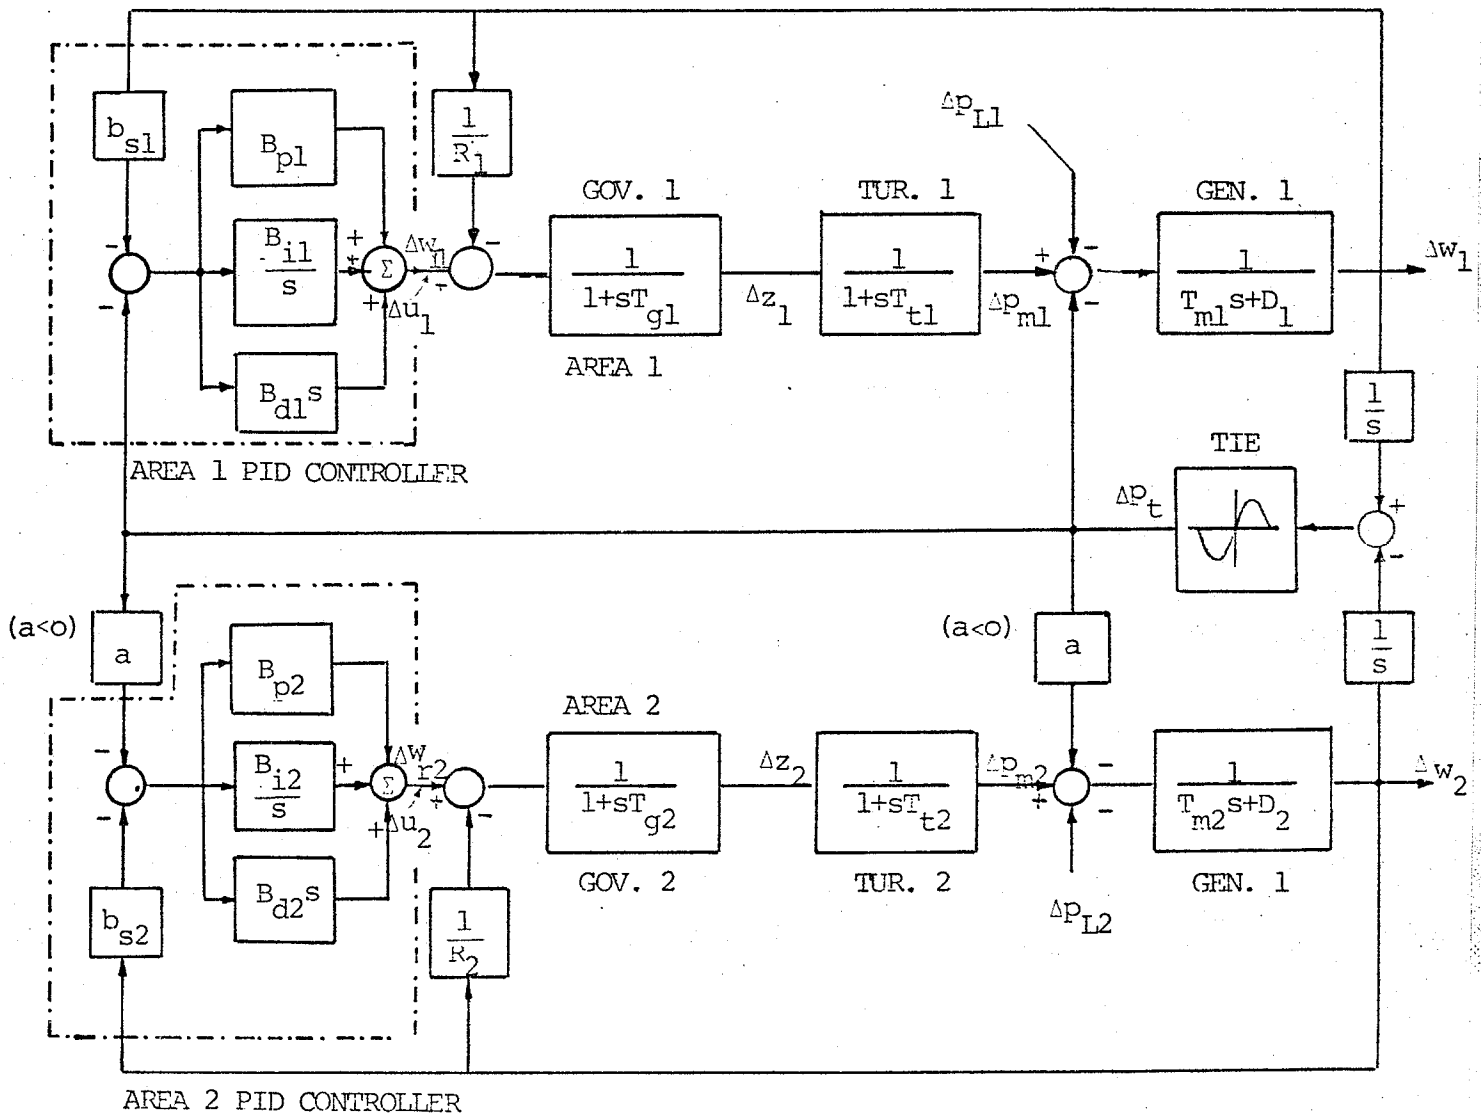 b_s1
B_p1
1
R_1
Δp_L1
GOV. 1
TUR. 1
GEN. 1
-
-
B_i1
s
+
+
+
Σ
Δu_1
-
-
1
1+sT_g1
Δz_1
1
1+sT_t1
Δp_m1
+
-
-
1
T_m1 s+D_1
Δw_1
B_d1 s
AREA 1
1
s
AREA 1 PID CONTROLLER
TIE
Δp_t
+
-
(a<o)
a
(a<o)
a
1
s
B_p2
AREA 2
-
-
B_i2
s
+
+
Σ
Δw_r2
Δu_2
+
-
1
1+sT_g2
Δz_2
1
1+sT_t2
Δp_m2
+
-
-
1
T_m2 s+D_2
Δw_2
GOV. 2
TUR. 2
GEN. 1
b_s2
B_d2 s
1
R_2
Δp_L2
AREA 2 PID CONTROLLER